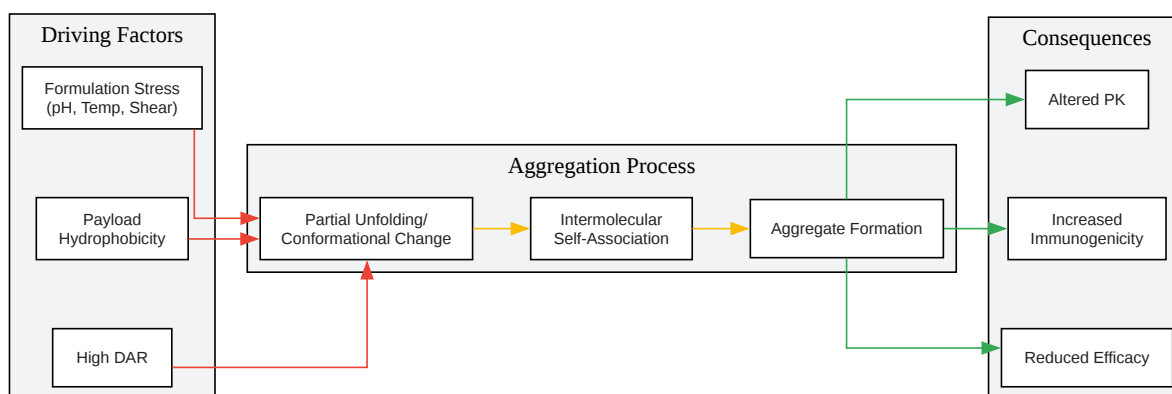 Driving Factors
Formulation Stress
(pH, Temp, Shear)
Payload
Hydrophobicity
High DAR
Aggregation Process
Partial Unfolding/
Conformational Change
Intermolecular
Self-Association
Aggregate Formation
Consequences
Altered PK
Increased
Immunogenicity
Reduced Efficacy